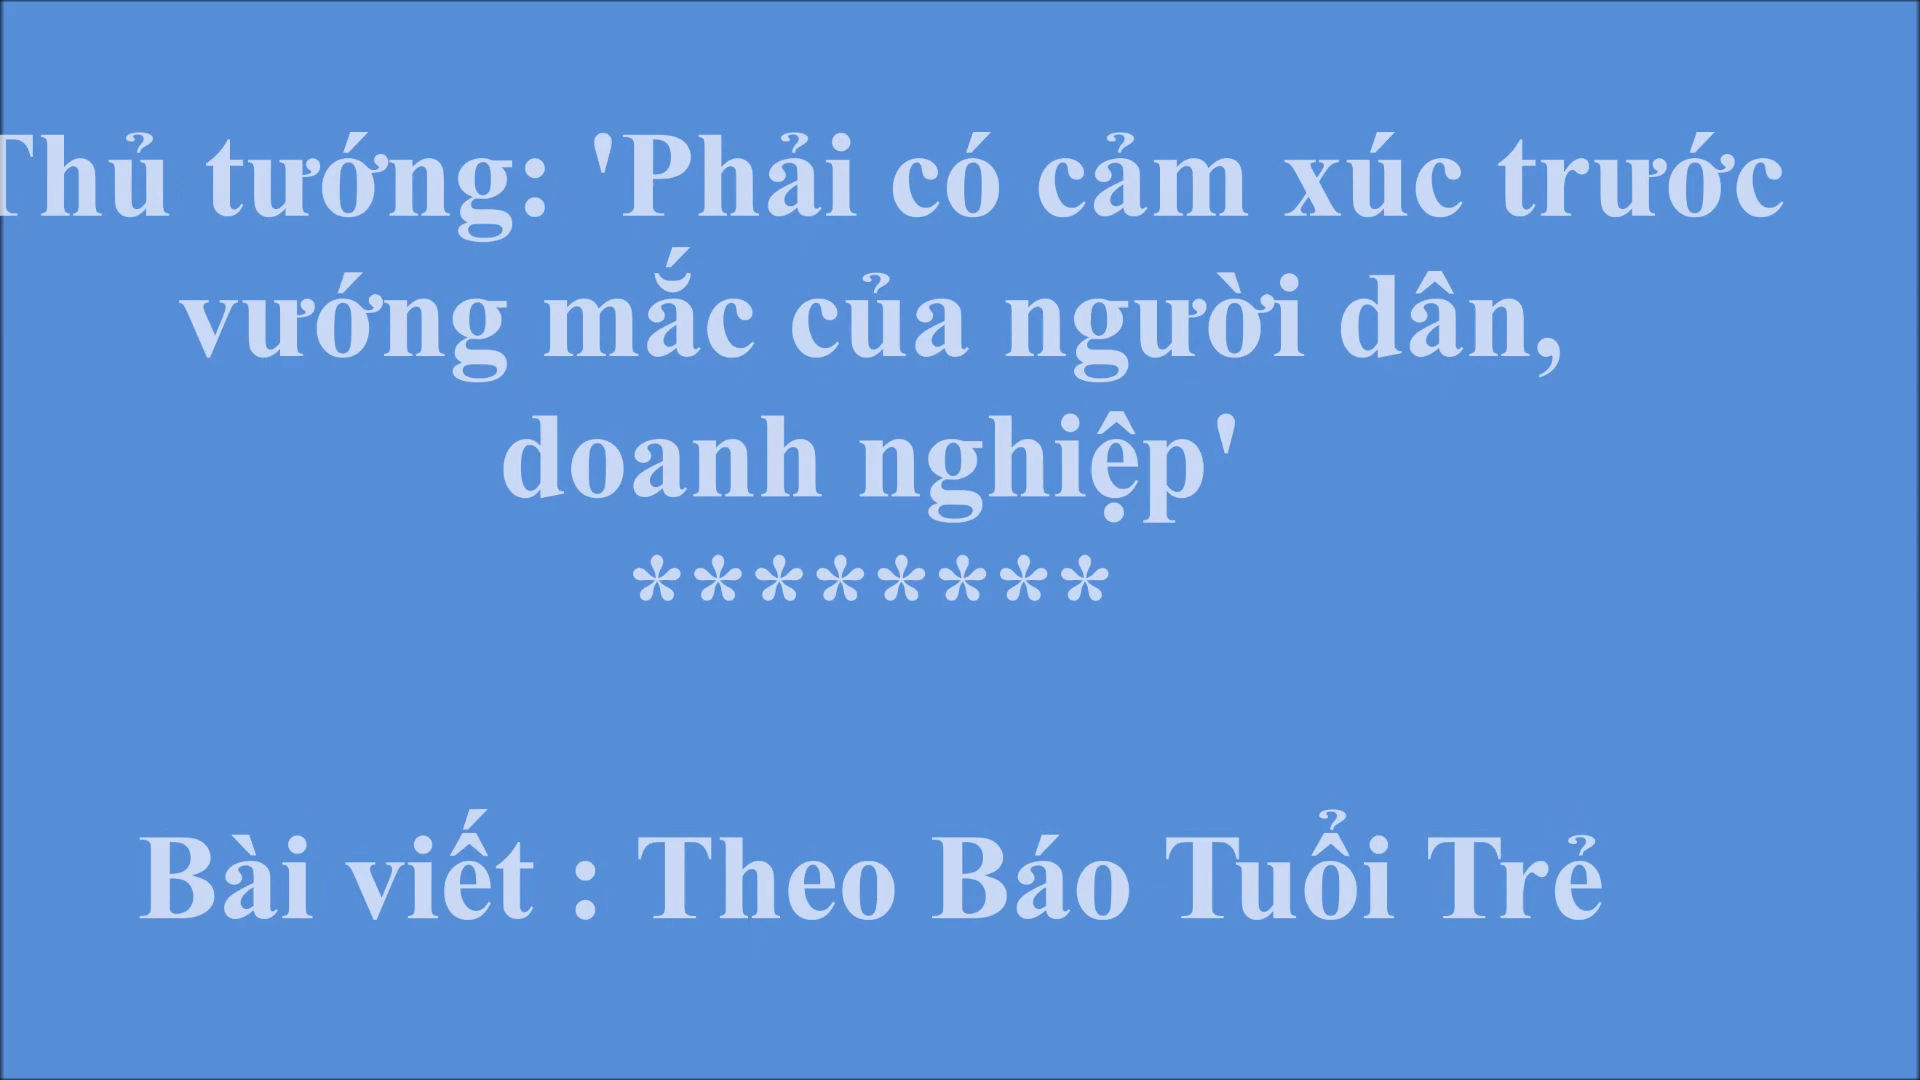 Thủ tướng: 'Phải có cảm xúc trước
vướng mắc của người dân,
doanh nghiệp'
********
Bài viết : Theo Báo Tuổi Trẻ